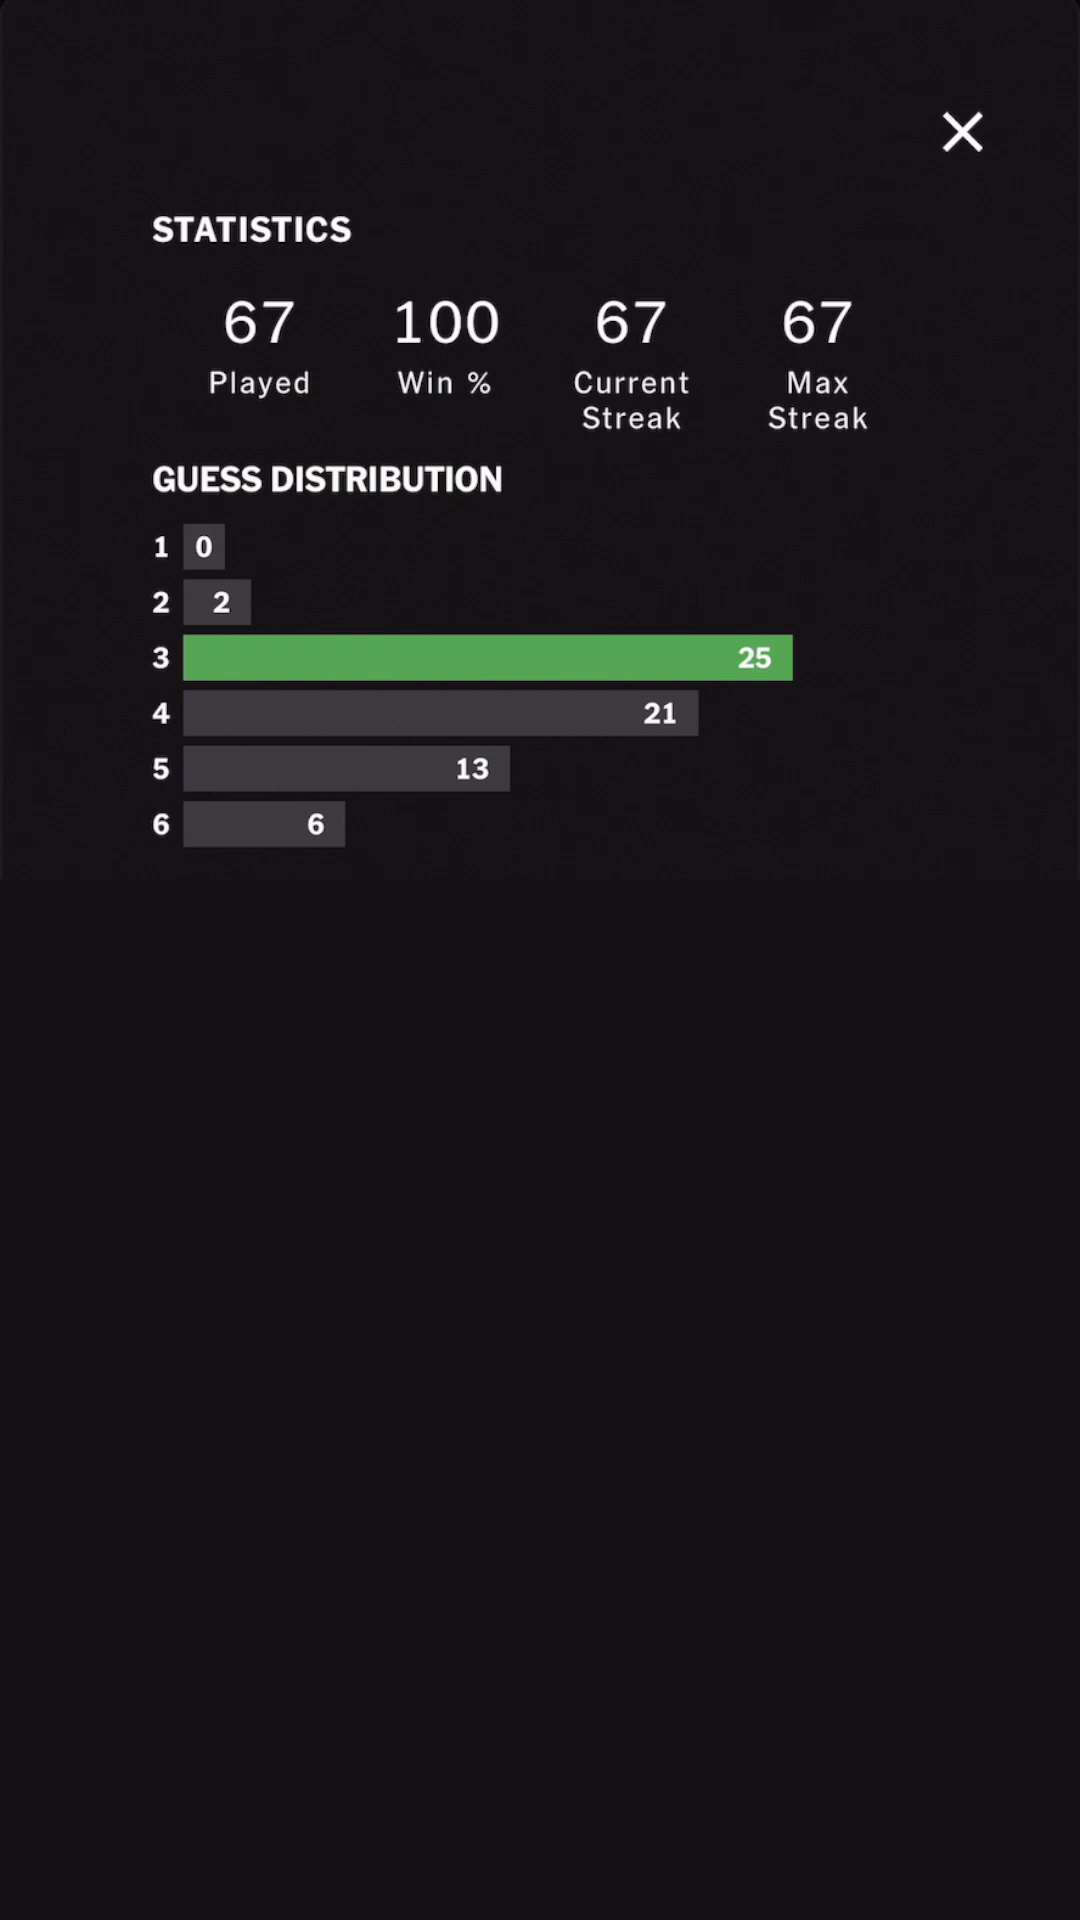 STATISTICS
67 100 67 67
Played Win % Current Max
Streak Streak
GUESS DISTRIBUTION
1 0
2 2
3 25
4 21
5 13
6 6